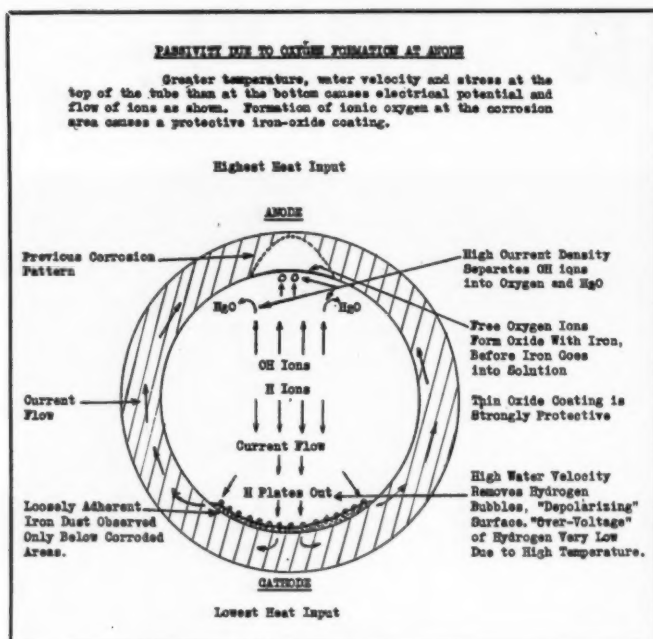 PASSIVITY DUE TO OXYGEN FORMATION AT ANODE
Greater temperature, water velocity and stress at the
top of the tube than at the bottom causes electrical potential and
flow of ions as shown. Formation of ionic oxygen at the corrosion
area causes a protective iron-oxide coating.
Highest Heat Input
ANODE
Previous Corrosion
Pattern
High Current Density
Separates OH ions
into Oxygen and H2O
O O
H2O
H2O
Free Oxygen Ions
Form Oxide With Iron,
Before Iron Goes
into Solution
OH Ions
H Ions
Current
Flow
Thin Oxide Coating is
Strongly Protective
Current Flow
H Plates Out
Loosely Adherent
Iron Dust Observed
Only Below Corroded
Areas.
High Water Velocity
Removes Hydrogen
Bubbles, "Depolarizing"
Surface. "Over-Voltage"
of Hydrogen Very Low
Due to High Temperature.
CATHODE
Lowest Heat Input